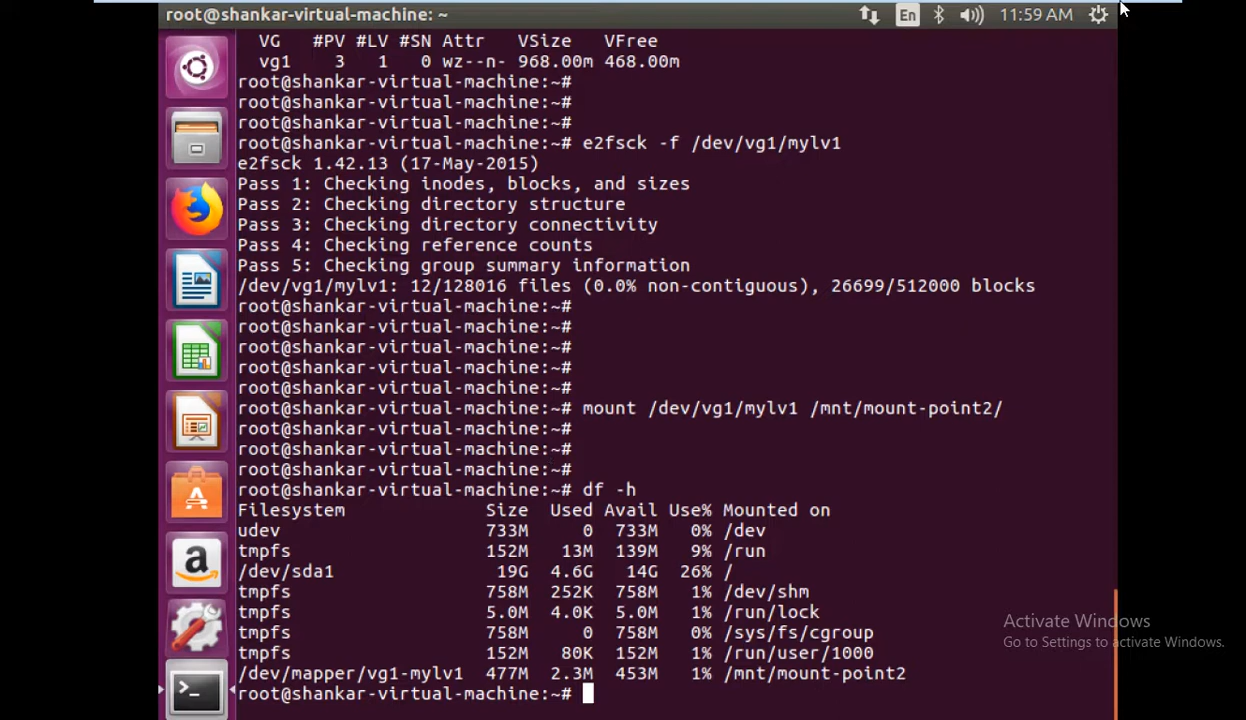 root@shankar-virtual-machine: ~
En
11:59 AM
VG #PV #LV #SN Attr VSize VFree
vg1 3 1 0 wz--n- 968.00m 468.00m
root@shankar-virtual-machine:~#
root@shankar-virtual-machine:~#
root@shankar-virtual-machine:~#
root@shankar-virtual-machine:~# e2fsck -f /dev/vg1/mylv1
e2fsck 1.42.13 (17-May-2015)
Pass 1: Checking inodes, blocks, and sizes
Pass 2: Checking directory structure
Pass 3: Checking directory connectivity
Pass 4: Checking reference counts
Pass 5: Checking group summary information
/dev/vg1/mylv1: 12/128016 files (0.0% non-contiguous), 26699/512000 blocks
root@shankar-virtual-machine:~#
root@shankar-virtual-machine:~#
root@shankar-virtual-machine:~#
root@shankar-virtual-machine:~#
root@shankar-virtual-machine:~#
root@shankar-virtual-machine:~# mount /dev/vg1/mylv1 /mnt/mount-point2/
root@shankar-virtual-machine:~#
root@shankar-virtual-machine:~#
root@shankar-virtual-machine:~#
root@shankar-virtual-machine:~# df -h
Filesystem Size Used Avail Use% Mounted on
udev 733M 0 733M 0% /dev
tmpfs 152M 13M 139M 9% /run
/dev/sda1 19G 4.6G 14G 26% /
tmpfs 758M 252K 758M 1% /dev/shm
tmpfs 5.0M 4.0K 5.0M 1% /run/lock
tmpfs 758M 0 758M 0% /sys/fs/cgroup
tmpfs 152M 80K 152M 1% /run/user/1000
/dev/mapper/vg1-mylv1 477M 2.3M 453M 1% /mnt/mount-point2
root@shankar-virtual-machine:~#
Activate Windows
Go to Settings to activate Windows.